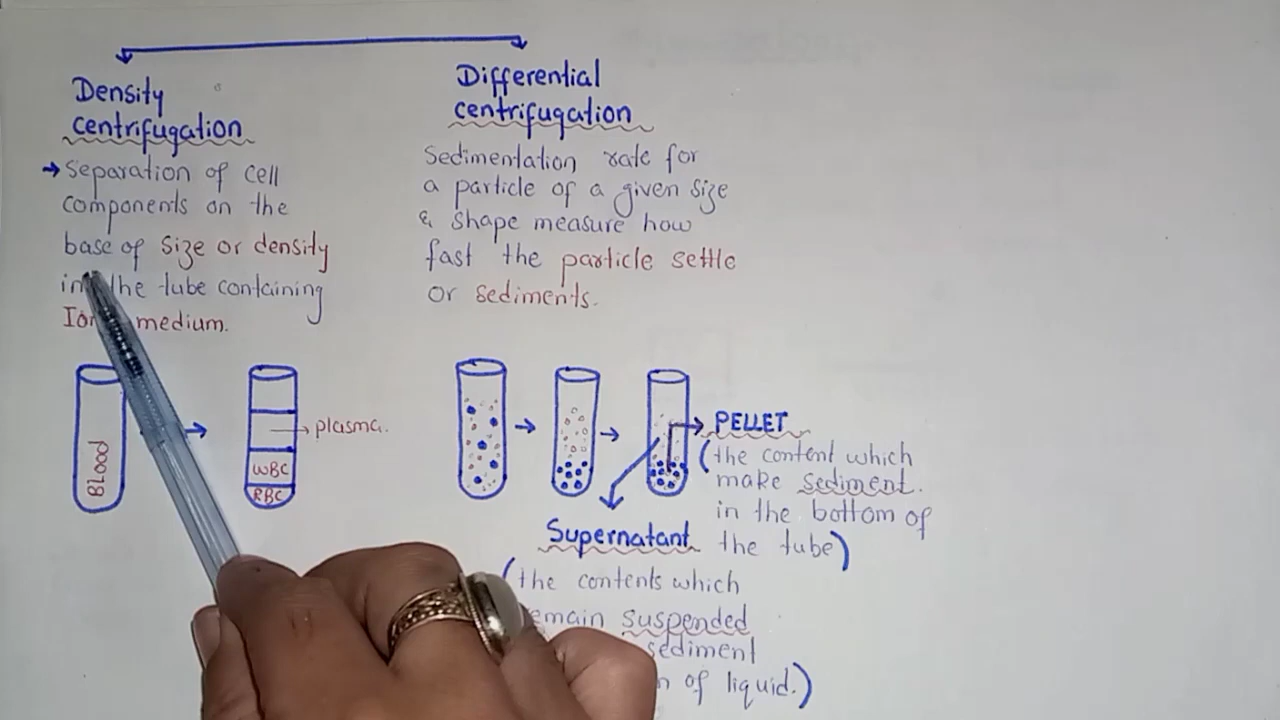 Density
centrifugation
→ Separation of cell
components on the
base of size or density
in the tube containing
medium.
Blood
plasma.
WBC
RBC
Differential
centrifugation
Sedimentation rate for
a particle of a given size
& shape measure how
fast the particle settle
or sediments.
PELLET
(the content which
make sediment.
in the bottom of
the tube)
Supernatant
(the contents which
suspended
sediment
of liquid.)